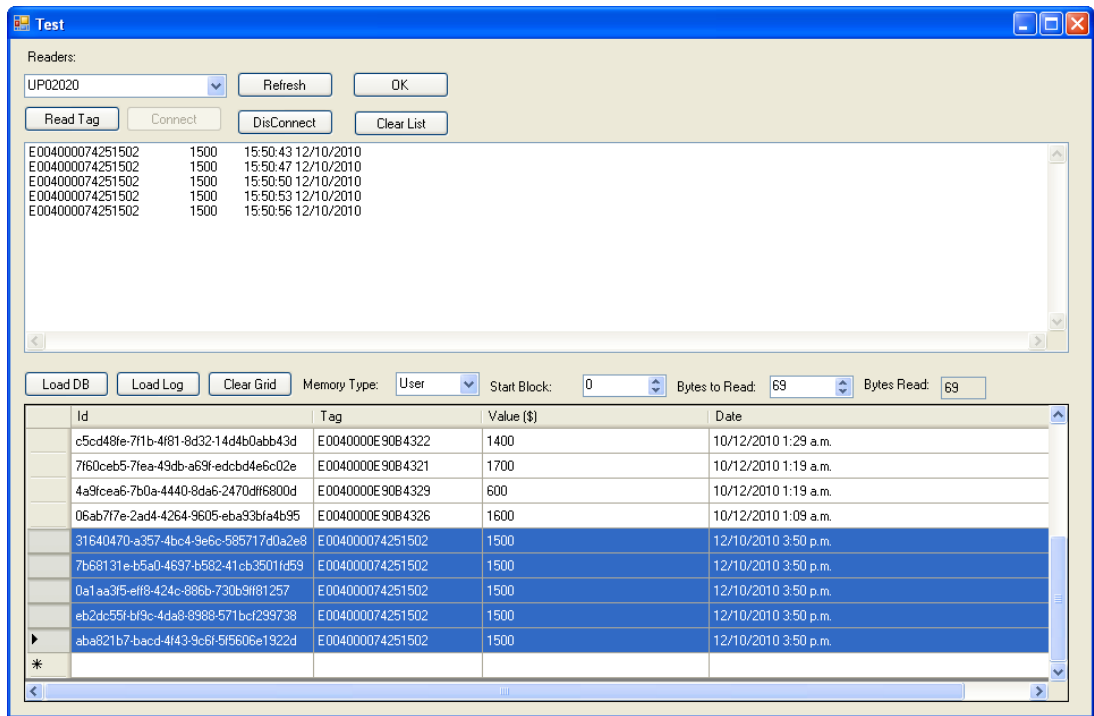 Test
Readers:
UP02020 Refresh OK
Read Tag Connect DisConnect Clear List
E004000074251502 1500 15:50:43 12/10/2010
E004000074251502 1500 15:50:47 12/10/2010
E004000074251502 1500 15:50:50 12/10/2010
E004000074251502 1500 15:50:53 12/10/2010
E004000074251502 1500 15:50:56 12/10/2010
Load DB Load Log Clear Grid Memory Type: User Start Block: 0 Bytes to Read: 69 Bytes Read: 69
Id Tag Value ($) Date
c5cd48fe-7f1b-4f81-8d32-14d4b0abb43d E0040000E90B4322 1400 10/12/2010 1:29 a.m.
7f60ceb5-7fea-49db-a69f-edcbd4e6c02e E0040000E90B4321 1700 10/12/2010 1:19 a.m.
4a9fcea6-7b0a-4440-8da6-2470dff6800d E0040000E90B4329 600 10/12/2010 1:19 a.m.
06ab7f7e-2ad4-4264-9605-eba93bfa4b95 E0040000E90B4326 1600 10/12/2010 1:09 a.m.
31640470-a357-4bc4-9e6c-585717d0a2e8 E004000074251502 1500 12/10/2010 3:50 p.m.
7b68131e-b5a0-4697-b582-41cb3501fd59 E004000074251502 1500 12/10/2010 3:50 p.m.
0a1aa3f5-eff8-424c-886b-730b9ff81257 E004000074251502 1500 12/10/2010 3:50 p.m.
eb2dc55f-bf9c-4da8-8988-571bcf299738 E004000074251502 1500 12/10/2010 3:50 p.m.
aba821b7-bacd-4f43-9c6f-5f5606e1922d E004000074251502 1500 12/10/2010 3:50 p.m.